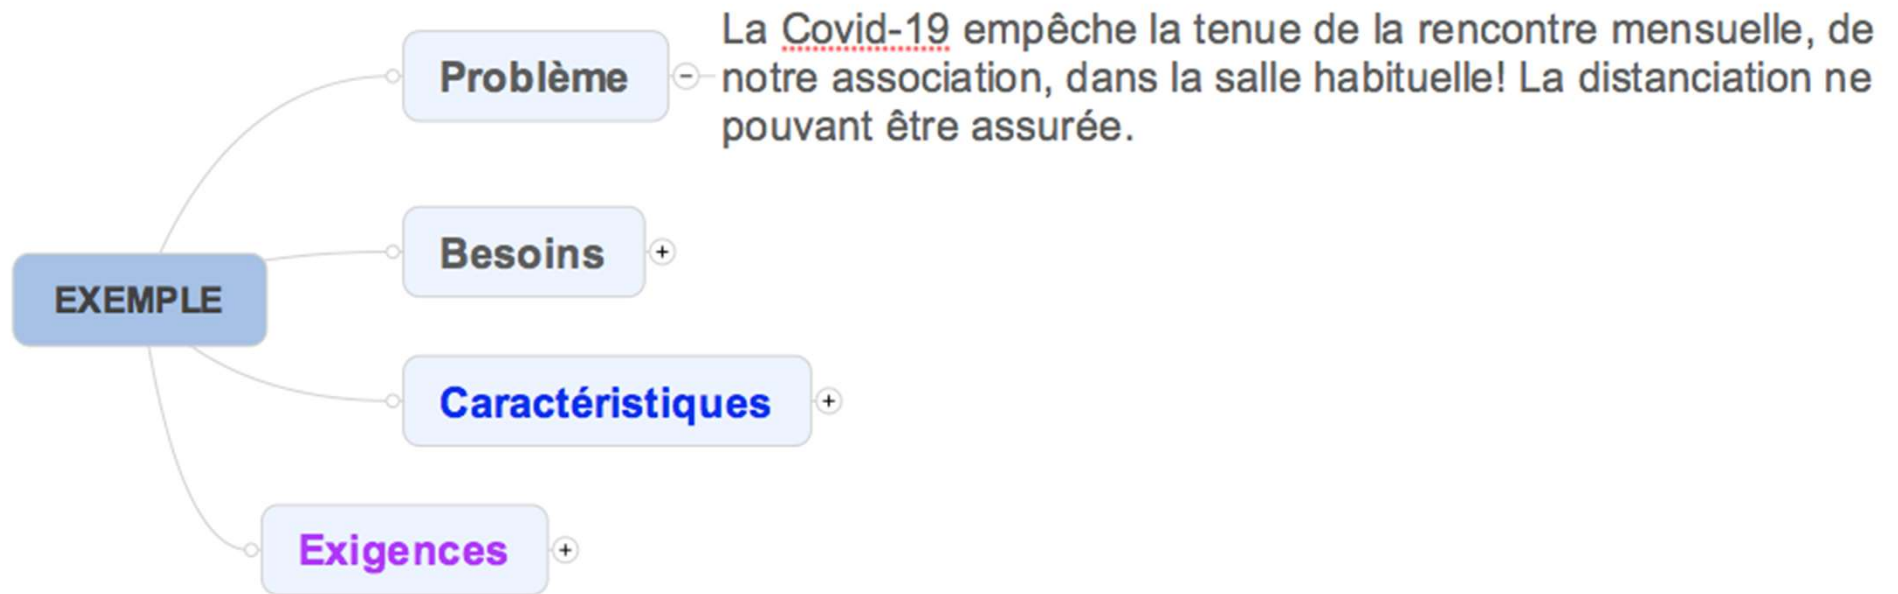 La Covid-19 empêche la tenue de la rencontre mensuelle, de
Problème
notre association, dans la salle habituelle! La distanciation ne
pouvant être assurée.
Besoins
EXEMPLE
Caractéristiques
Exigences